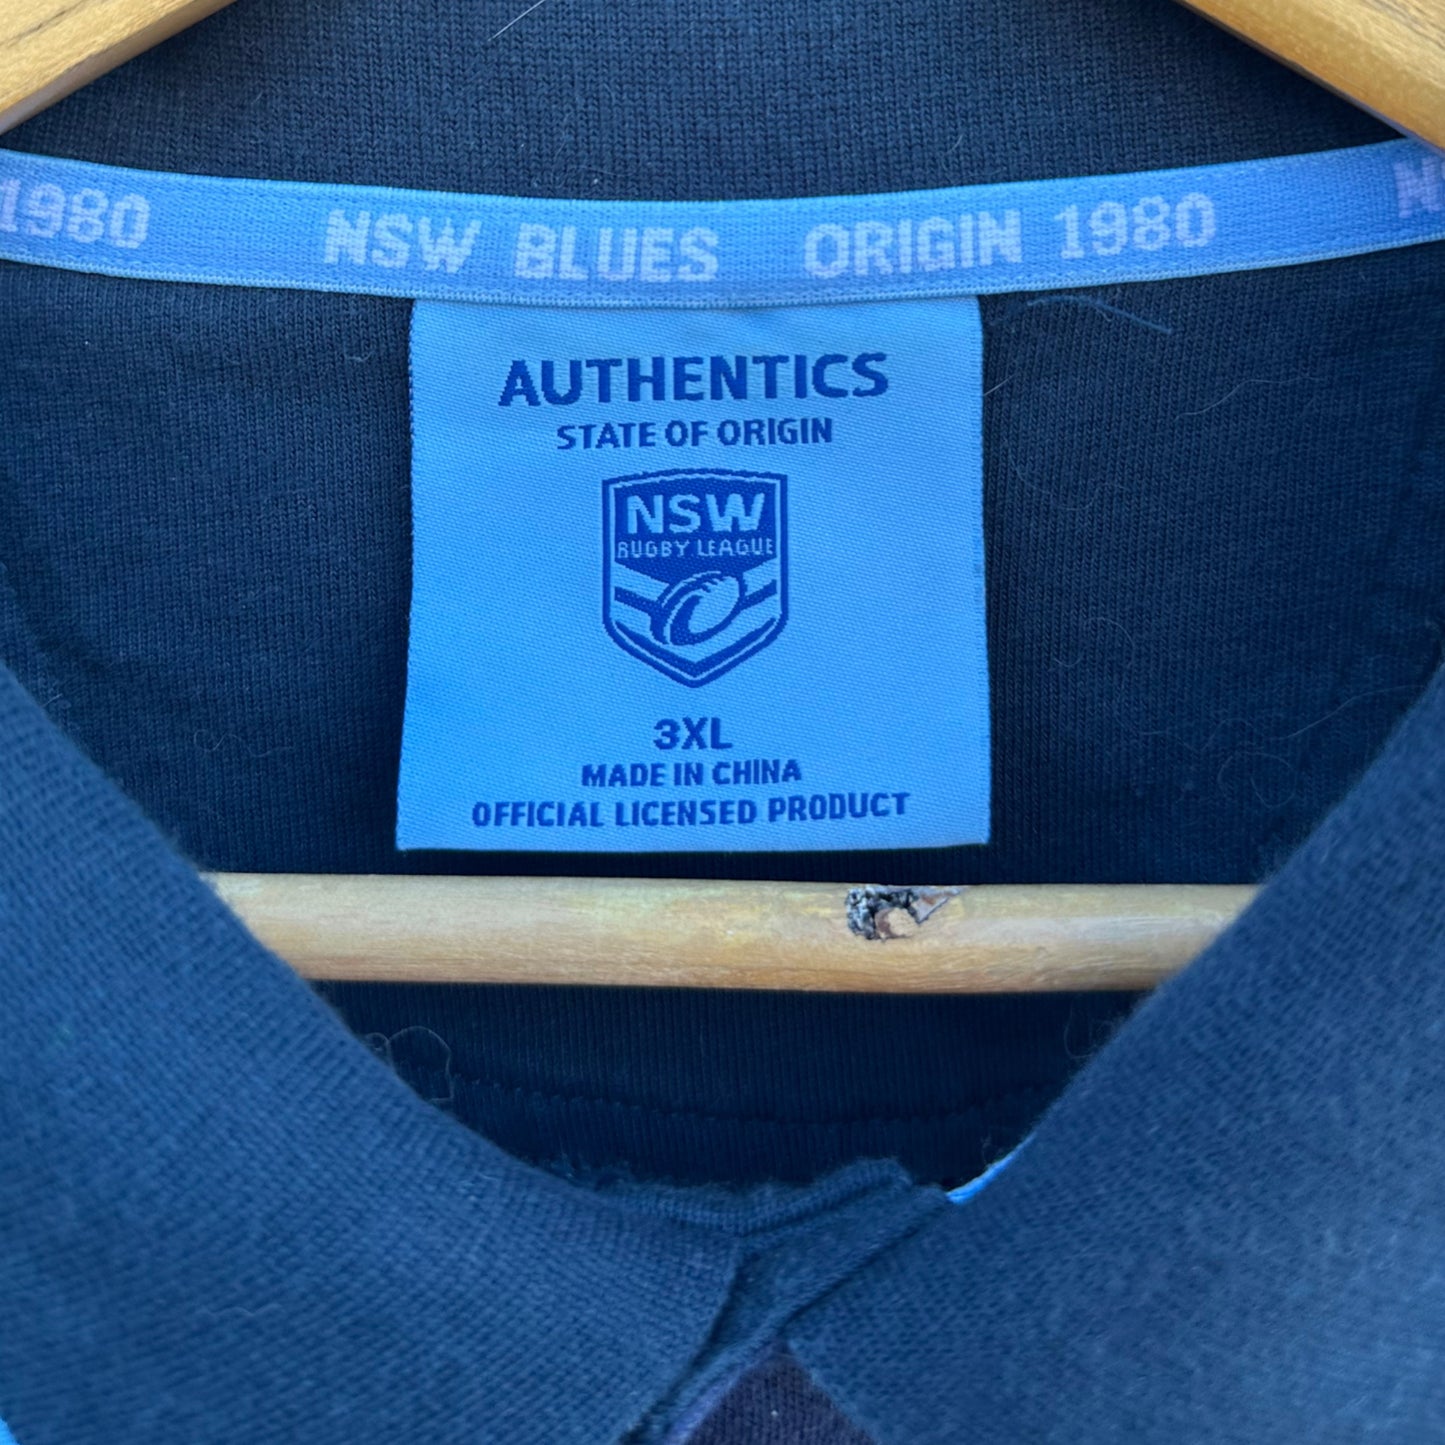 1980 NSW BLUES ORIGIN 1980
AUTHENTICS
STATE OF ORIGIN
NSW
RUGBY LEAGUE
3XL
MADE IN CHINA
OFFICIAL LICENSED PRODUCT